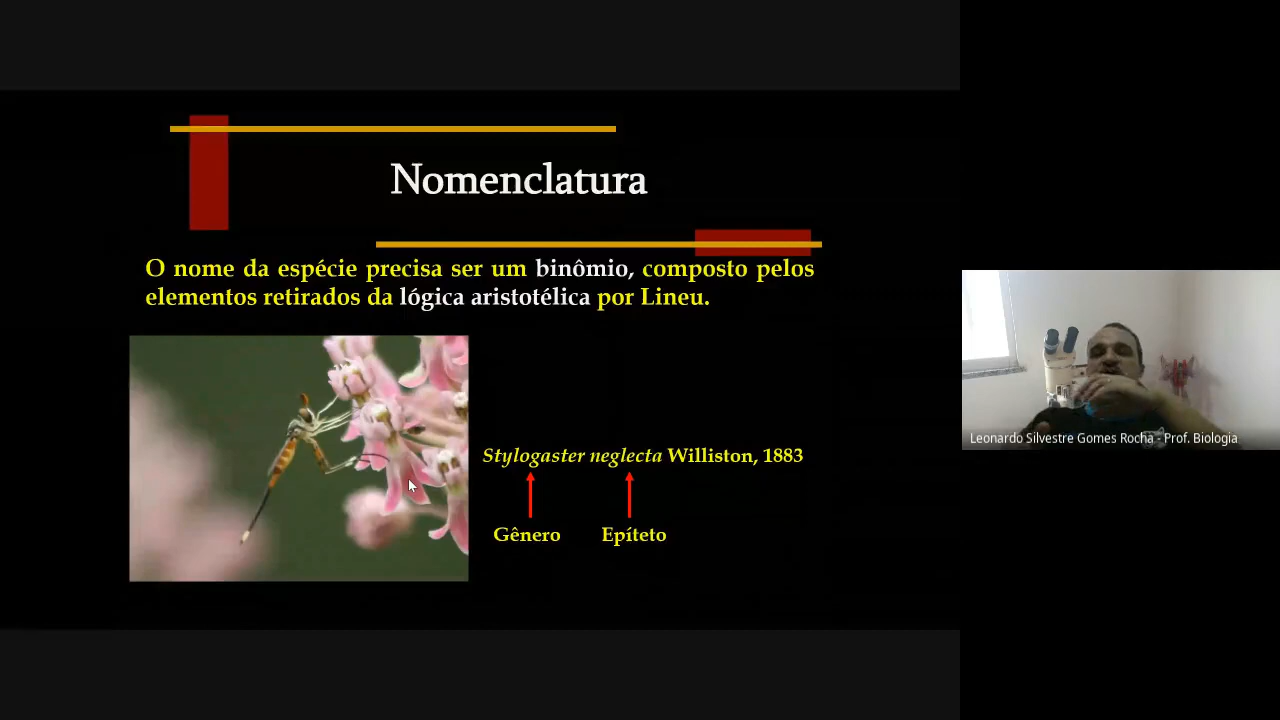 Nomenclatura
O nome da espécie precisa ser um binômio, composto pelos
elementos retirados da lógica aristotélica por Lineu.
Stylogaster neglecta Williston, 1883
Gênero Epíteto
Leonardo Silvestre Gomes Rocha - Prof. Biologia